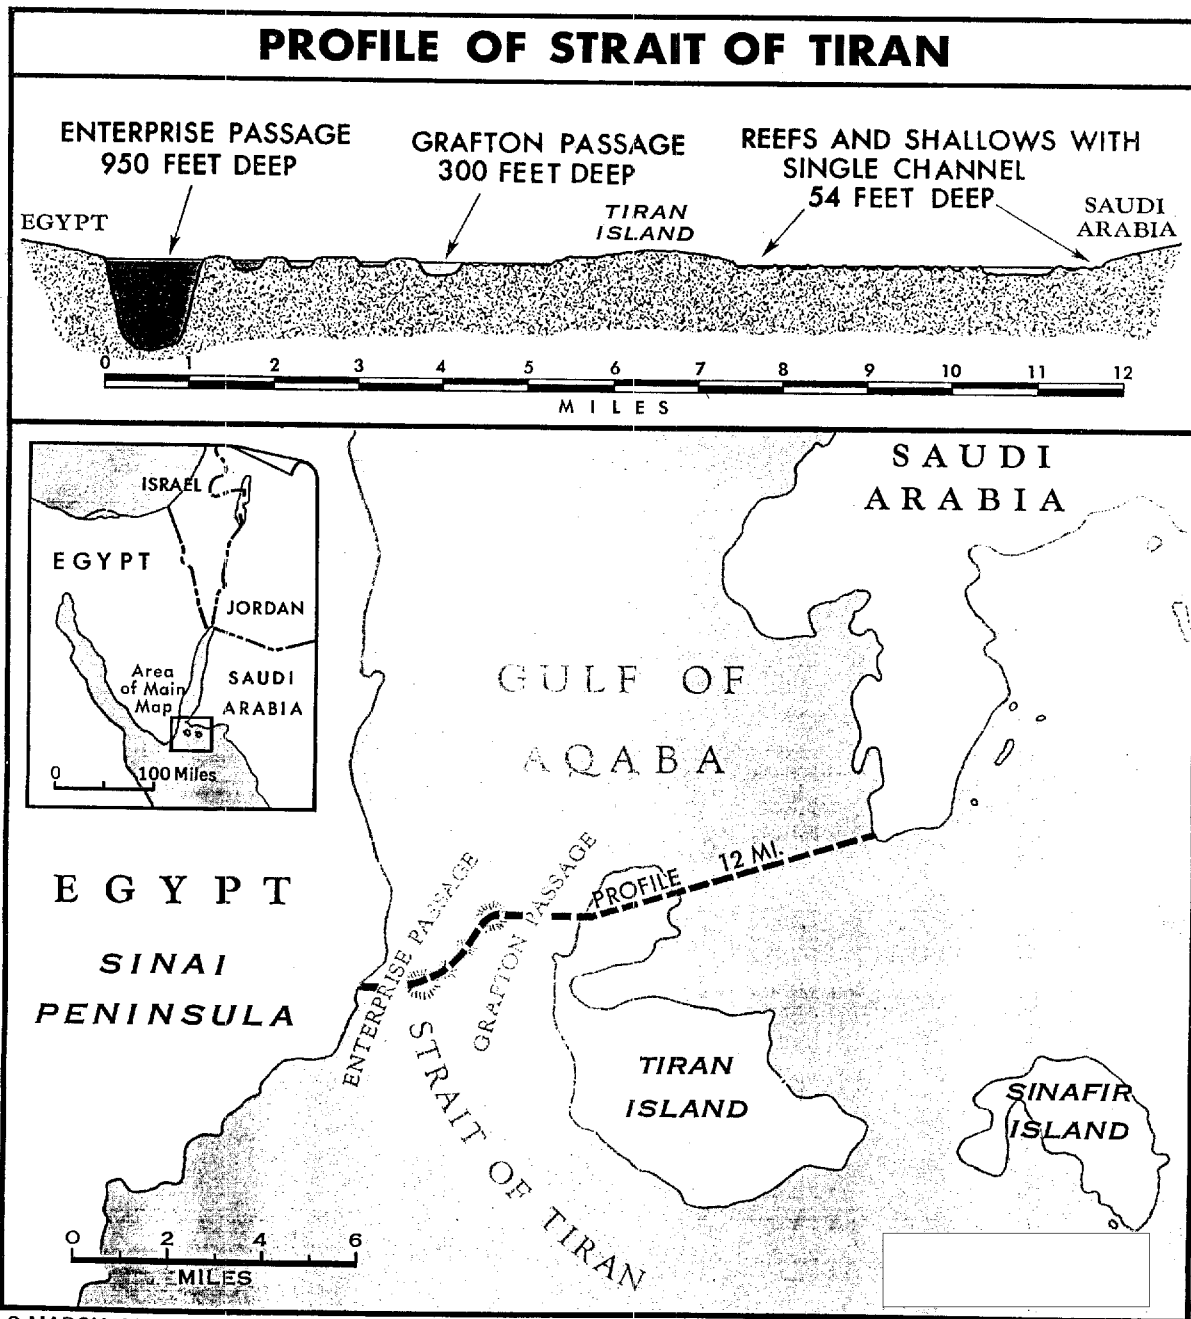 PROFILE OF STRAIT OF TIRAN
ENTERPRISE PASSAGE
950 FEET DEEP
GRAFTON PASSAGE
300 FEET DEEP
REEFS AND SHALLOWS WITH
SINGLE CHANNEL
54 FEET DEEP
EGYPT
TIRAN
ISLAND
SAUDI
ARABIA
0 1 2 3 4 5 6 7 8 9 10 11 12
MILES
ISRAEL
EGYPT
JORDAN
Area
of Main
Map
SAUDI
ARABIA
0 100 Miles
SAUDI
ARABIA
GULF OF
AQABA
PROFILE 12 MI.
ENTERPRISE PASSAGE
GRAFTON PASSAGE
EGYPT
SINAI
PENINSULA
STRAIT OF TIRAN
TIRAN
ISLAND
SINAFIR
ISLAND
0 2 4 6
MILES